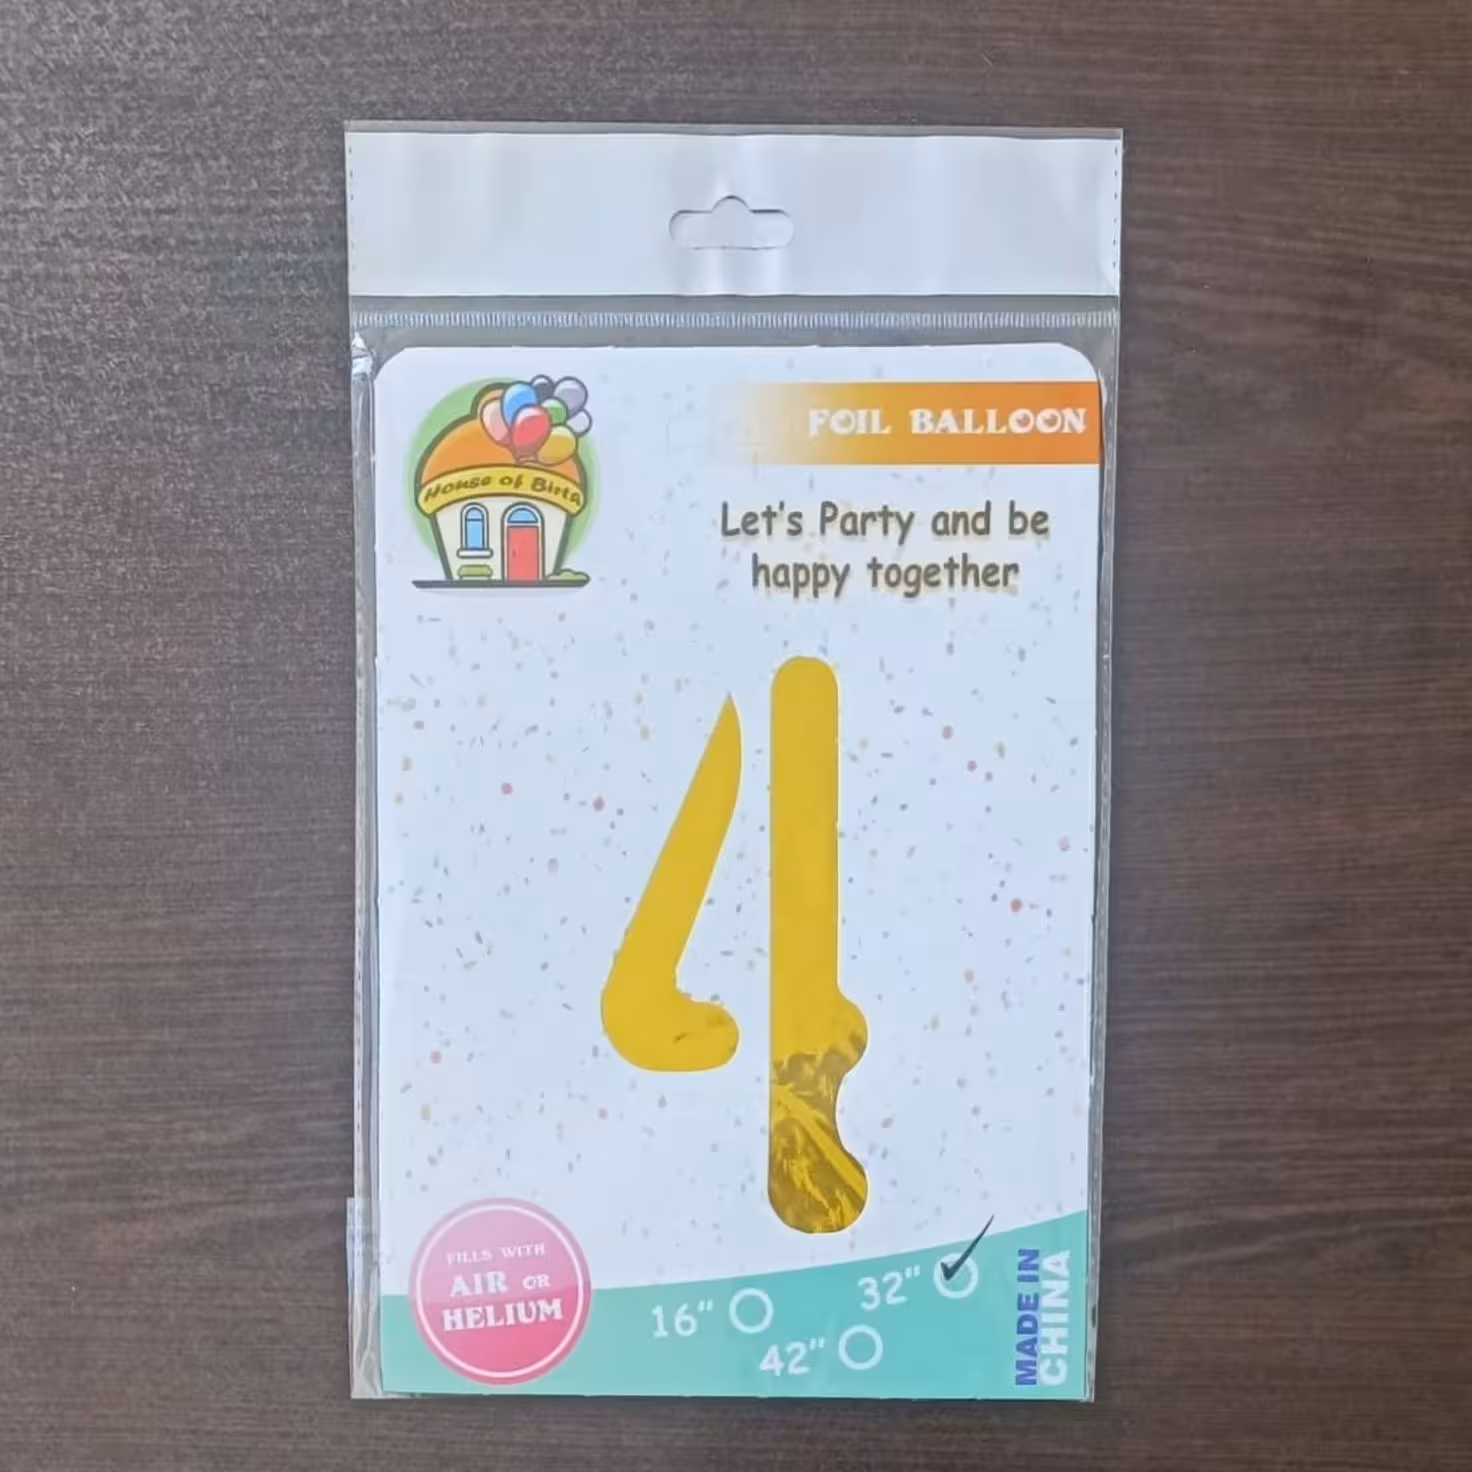 House of Birth
FOIL BALLOON
Let's Party and be
happy together
4
FILLS WITH
AIR OR
HELIUM
16"
32"
42"
MADE IN
CHINA